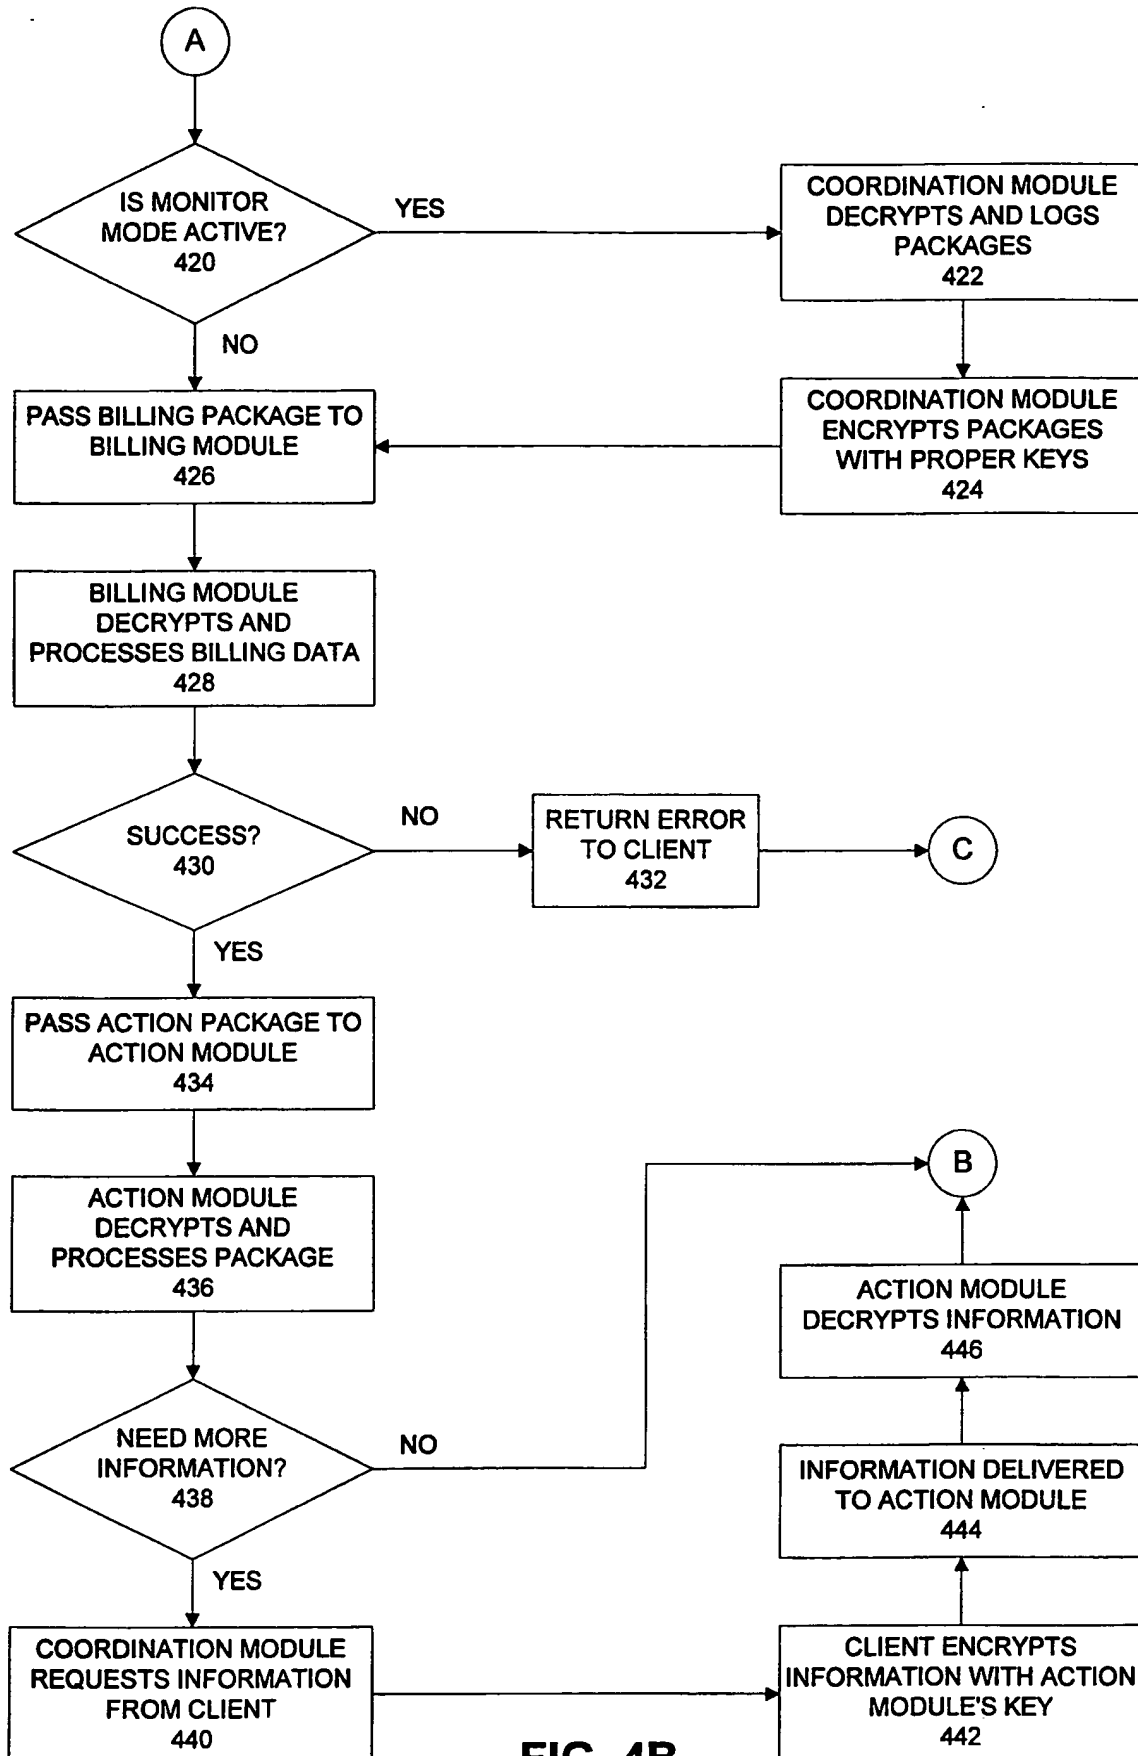 A
IS MONITOR
MODE ACTIVE?
420
YES
COORDINATION MODULE
DECRYPTS AND LOGS
PACKAGES
422
NO
PASS BILLING PACKAGE TO
BILLING MODULE
426
COORDINATION MODULE
ENCRYPTS PACKAGES
WITH PROPER KEYS
424
BILLING MODULE
DECRYPTS AND
PROCESSES BILLING DATA
428
SUCCESS?
430
NO
RETURN ERROR
TO CLIENT
432
C
YES
PASS ACTION PACKAGE TO
ACTION MODULE
434
ACTION MODULE
DECRYPTS AND
PROCESSES PACKAGE
436
B
ACTION MODULE
DECRYPTS INFORMATION
446
NEED MORE
INFORMATION?
438
NO
INFORMATION DELIVERED
TO ACTION MODULE
444
YES
COORDINATION MODULE
REQUESTS INFORMATION
FROM CLIENT
440
CLIENT ENCRYPTS
INFORMATION WITH ACTION
MODULE'S KEY
442
FIG. 4B